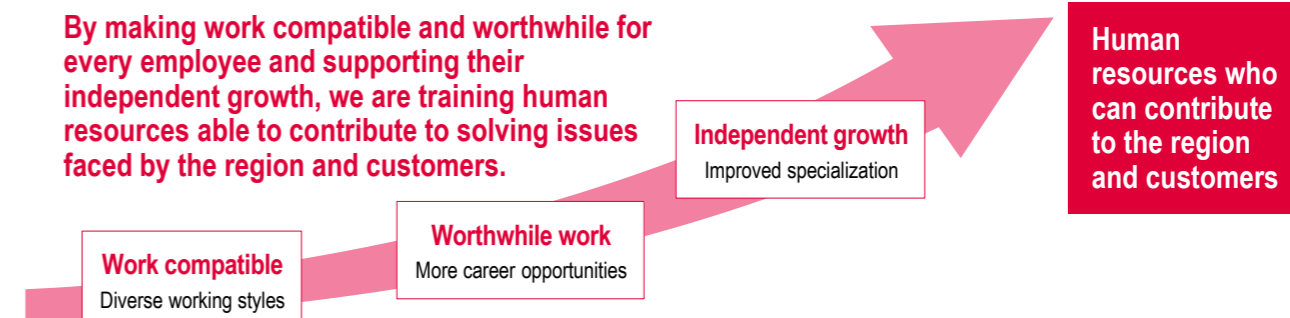 By making work compatible and worthwhile for
every employee and supporting their
independent growth, we are training human
resources able to contribute to solving issues
faced by the region and customers.
Work compatible
Diverse working styles
Worthwhile work
More career opportunities
Independent growth
Improved specialization
Human
resources who
can contribute
to the region
and customers